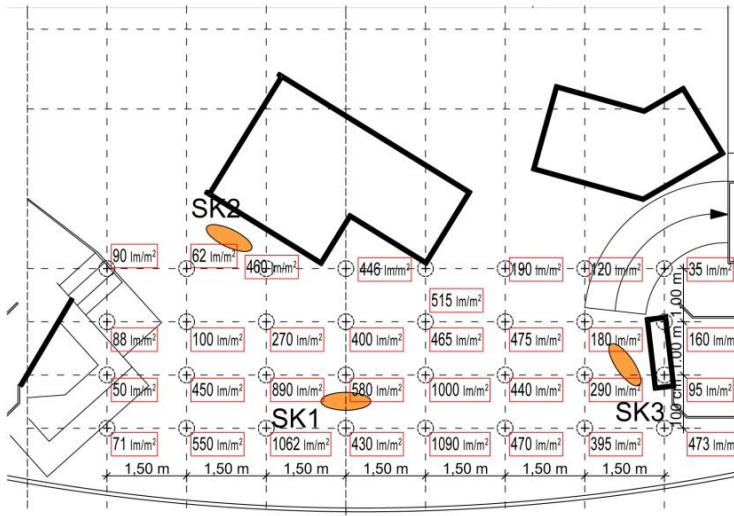 SK2
90 lm/m²
62 lm/m²
460 lm/m²
446 lm/m²
190 lm/m²
120 lm/m²
35 lm/m²
515 lm/m²
1,00 m
88 lm/m²
100 lm/m²
270 lm/m²
400 lm/m²
465 lm/m²
475 lm/m²
180 lm/m²
160 lm/m²
1,00 m
50 lm/m²
450 lm/m²
890 lm/m²
580 lm/m²
1000 lm/m²
440 lm/m²
290 lm/m²
95 lm/m²
SK1
SK3
100 cm
71 lm/m²
550 lm/m²
1062 lm/m²
430 lm/m²
1090 lm/m²
470 lm/m²
395 lm/m²
473 lm/m²
1,50 m
1,50 m
1,50 m
1,50 m
1,50 m
1,50 m
1,50 m